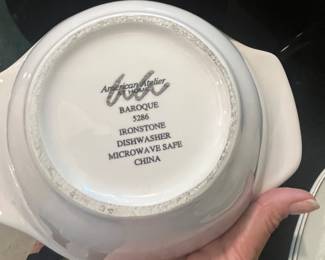 American Atelier
BAROQUE
5286
IRONSTONE
DISHWASHER
MICROWAVE SAFE
CHINA